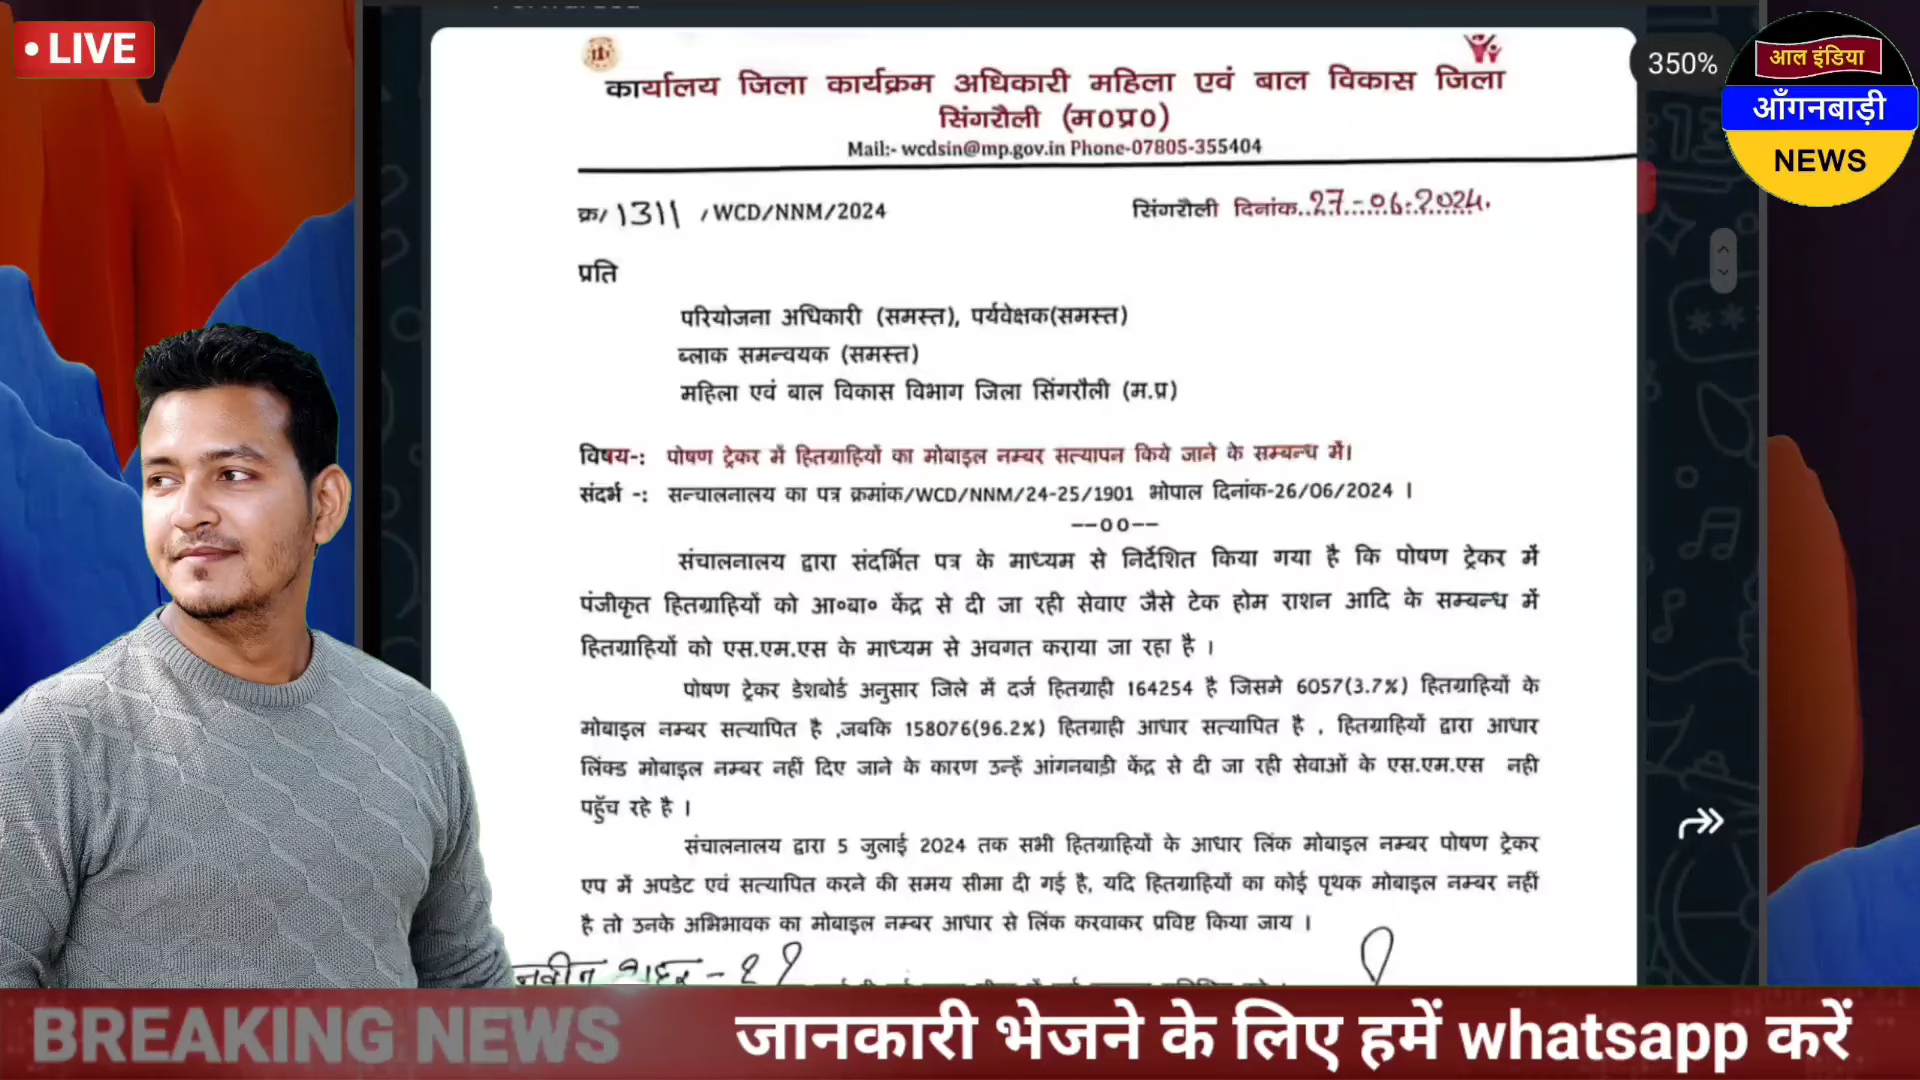 • LIVE
350%
आल इंडिया
आँगनबाड़ी
NEWS
कार्यालय जिला कार्यक्रम अधिकारी महिला एवं बाल विकास जिला
सिंगरौली (म0प्र0)
Mail:- wcdsin@mp.gov.in Phone-07805-355404
क्र/ 1311 /WCD/NNM/2024 सिंगरौली दिनांक..27-06-2024.
प्रति
परियोजना अधिकारी (समस्त), पर्यवेक्षक(समस्त)
ब्लाक समन्वयक (समस्त)
महिला एवं बाल विकास विभाग जिला सिंगरौली (म.प्र)
विषय-: पोषण ट्रेकर में हितग्राहियों का मोबाइल नम्बर सत्यापन किये जाने के सम्बन्ध में।
संदर्भ -: सन्चालनालय का पत्र क्रमांक/WCD/NNM/24-25/1901 भोपाल दिनांक-26/06/2024 ।
--00--
संचालनालय द्वारा संदर्भित पत्र के माध्यम से निर्देशित किया गया है कि पोषण ट्रेकर में
पंजीकृत हितग्राहियों को आ०बा० केंद्र से दी जा रही सेवाए जैसे टेक होम राशन आदि के सम्बन्ध में
हितग्राहियों को एस.एम.एस के माध्यम से अवगत कराया जा रहा है ।
पोषण ट्रेकर डेशबोर्ड अनुसार जिले में दर्ज हितग्राही 164254 है जिसमे 6057(3.7%) हितग्राहियों के
मोबाइल नम्बर सत्यापित है ,जबकि 158076(96.2%) हितग्राही आधार सत्यापित है , हितग्राहियों द्वारा आधार
लिंक्ड मोबाइल नम्बर नहीं दिए जाने के कारण उन्हें आंगनबाडी केंद्र से दी जा रही सेवाओं के एस.एम.एस नही
पहुँच रहे है ।
संचालनालय द्वारा 5 जुलाई 2024 तक सभी हितग्राहियों के आधार लिंक मोबाइल नम्बर पोषण ट्रेकर
एप में अपडेट एवं सत्यापित करने की समय सीमा दी गई है, यदि हितग्राहियों का कोई पृथक मोबाइल नम्बर नहीं
है तो उनके अभिभावक का मोबाइल नम्बर आधार से लिंक करवाकर प्रविष्ट किया जाय ।
BREAKING NEWS
जानकारी भेजने के लिए हमें whatsapp करें